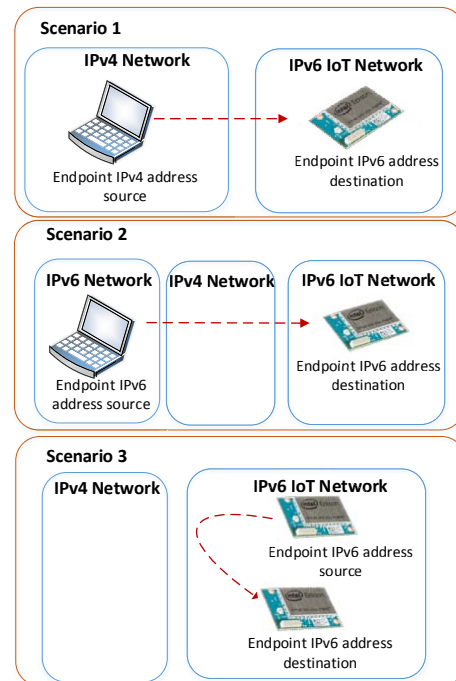 Scenario 1
IPv4 Network
IPv6 IoT Network
Endpoint IPv4 address
source
Endpoint IPv6 address
destination
Scenario 2
IPv6 Network
IPv4 Network
IPv6 IoT Network
Endpoint IPv6
address source
Endpoint IPv6 address
destination
Scenario 3
IPv4 Network
IPv6 IoT Network
Endpoint IPv6 address
source
Endpoint IPv6 address
destination